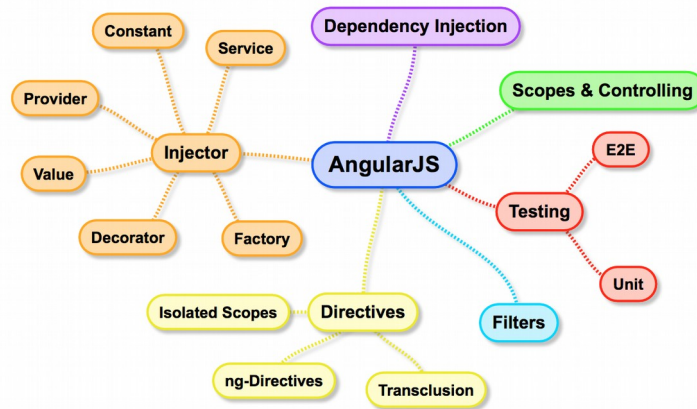 Dependency Injection
Constant
Service
Scopes & Controlling
Provider
Injector
AngularJS
E2E
Value
Testing
Decorator
Factory
Unit
Isolated Scopes
Directives
Filters
ng-Directives
Transclusion